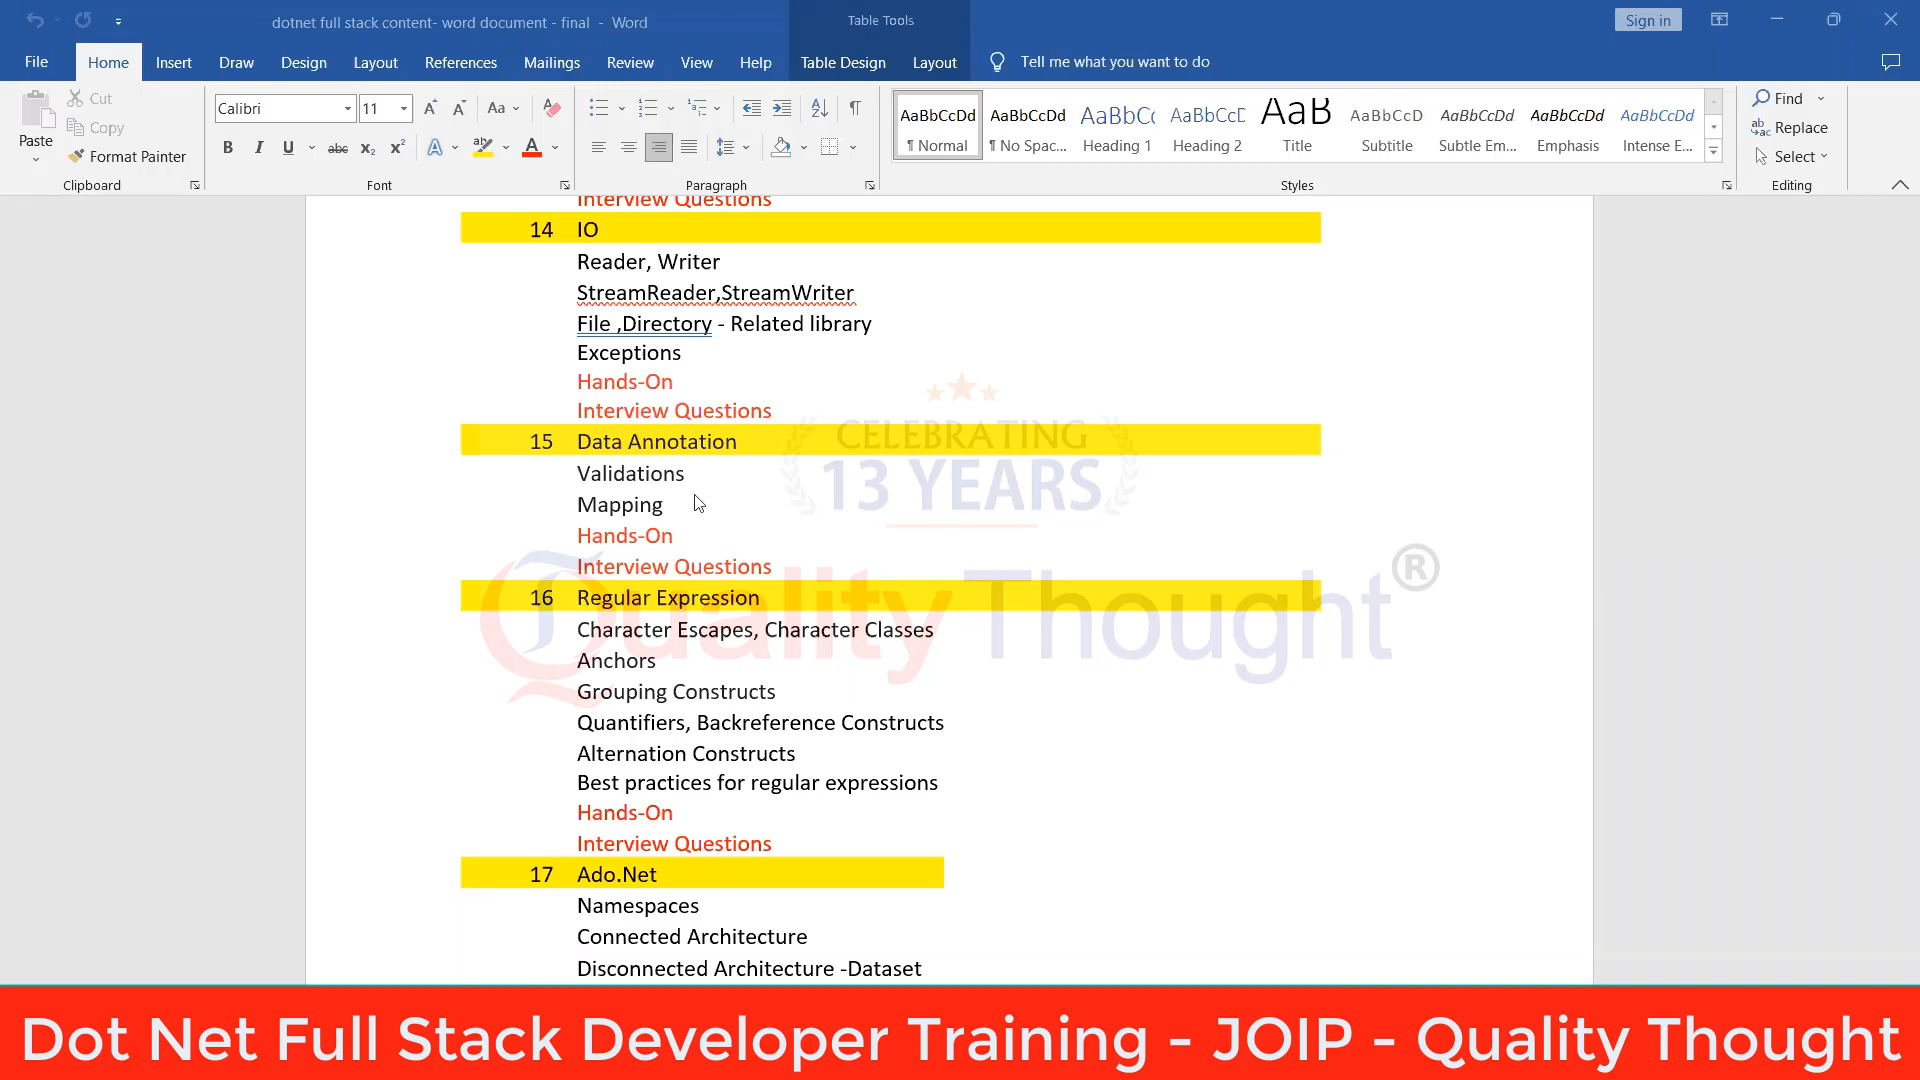 dotnet full stack content- word document - final - Word
Table Tools
Sign in
File Home Insert Draw Design Layout References Mailings Review View Help Table Design Layout Tell me what you want to do
Paste
Cut
Copy
Format Painter
Clipboard
Calibri 11
Font
Paragraph
AaBbCcDd AaBbCcDd AaBbCc AaBbCcD AaB AaBbCcD AaBbCcDd AaBbCcDd AaBbCcDd
¶ Normal ¶ No Spac... Heading 1 Heading 2 Title Subtitle Subtle Em... Emphasis Intense E...
Styles
Find
Replace
Select
Editing
Interview Questions
14 IO
Reader, Writer
StreamReader,StreamWriter
File ,Directory - Related library
Exceptions
Hands-On
Interview Questions
15 Data Annotation
Validations
Mapping
Hands-On
Interview Questions
16 Regular Expression
Character Escapes, Character Classes
Anchors
Grouping Constructs
Quantifiers, Backreference Constructs
Alternation Constructs
Best practices for regular expressions
Hands-On
Interview Questions
17 Ado.Net
Namespaces
Connected Architecture
Disconnected Architecture -Dataset
CELEBRATING
13 YEARS
Quality Thought®
Dot Net Full Stack Developer Training - JOIP - Quality Thought